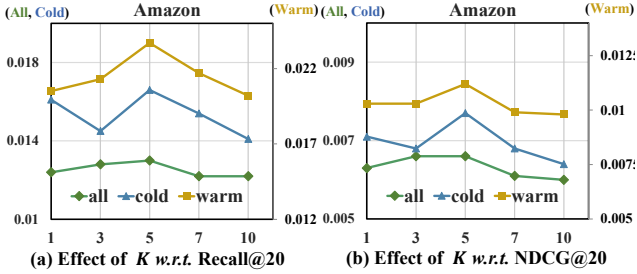 (All, Cold) Amazon (Warm)
0.018
0.014
0.01
0.022
0.017
0.012
all cold warm
1 3 5 7 10
(a) Effect of K w.r.t. Recall@20
(All, Cold) Amazon (Warm)
0.009
0.007
0.005
0.0125
0.01
0.0075
0.005
all cold warm
1 3 5 7 10
(b) Effect of K w.r.t. NDCG@20